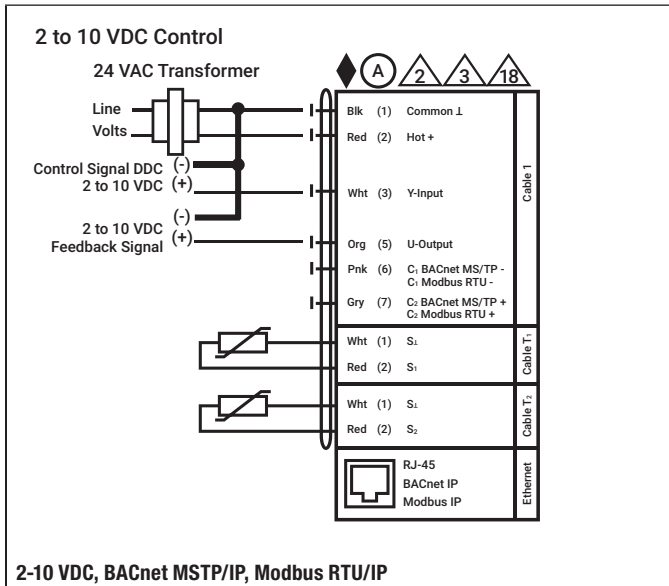 2 to 10 VDC Control
24 VAC Transformer
A 2 3 18
Line
Volts
Control Signal DDC (-)
2 to 10 VDC (+)
(-)
2 to 10 VDC
Feedback Signal (+)
Blk (1) Common ⊥
Red (2) Hot +
Wht (3) Y-Input
Org (5) U-Output
Pnk (6) C₁ BACnet MS/TP -
C₁ Modbus RTU -
Gry (7) C₂ BACnet MS/TP +
C₂ Modbus RTU +
Cable 1
Wht (1) S⊥
Red (2) S₁
Cable T₁
Wht (1) S⊥
Red (2) S₂
Cable T₂
RJ-45
BACnet IP
Modbus IP
Ethernet
2-10 VDC, BACnet MSTP/IP, Modbus RTU/IP